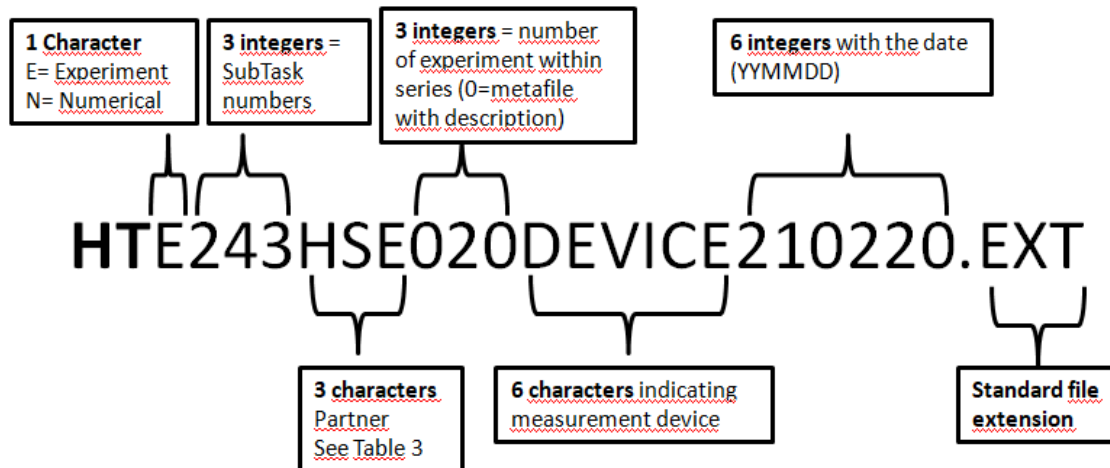 1 Character
E= Experiment
N= Numerical
3 integers =
SubTask
numbers
3 integers = number
of experiment within
series (0=metafile
with description)
6 integers with the date
(YYMMDD)
HTE243HSE020DEVICE210220.EXT
3 characters
Partner
See Table 3
6 characters indicating
measurement device
Standard file
extension